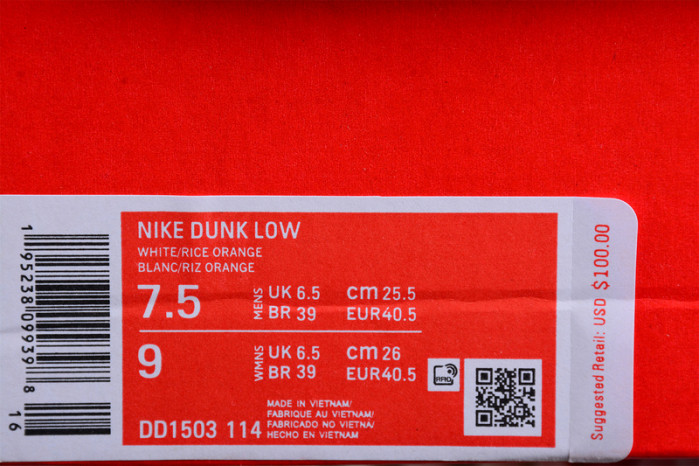 NIKE DUNK LOW
WHITE/RICE ORANGE
BLANC/RIZ ORANGE
7.5 MENS UK 6.5 cm 25.5
BR 39 EUR40.5
9 WMNS UK 6.5 cm 26
BR 39 EUR40.5
RFID
MADE IN VIETNAM/
FABRIQUE AU VIETNAM/
FABRICADO NO VIETNÁ/
HECHO EN VIETNAM
DD1503 114
1 95238 09939 8
16
Suggested Retail: USD $100.00